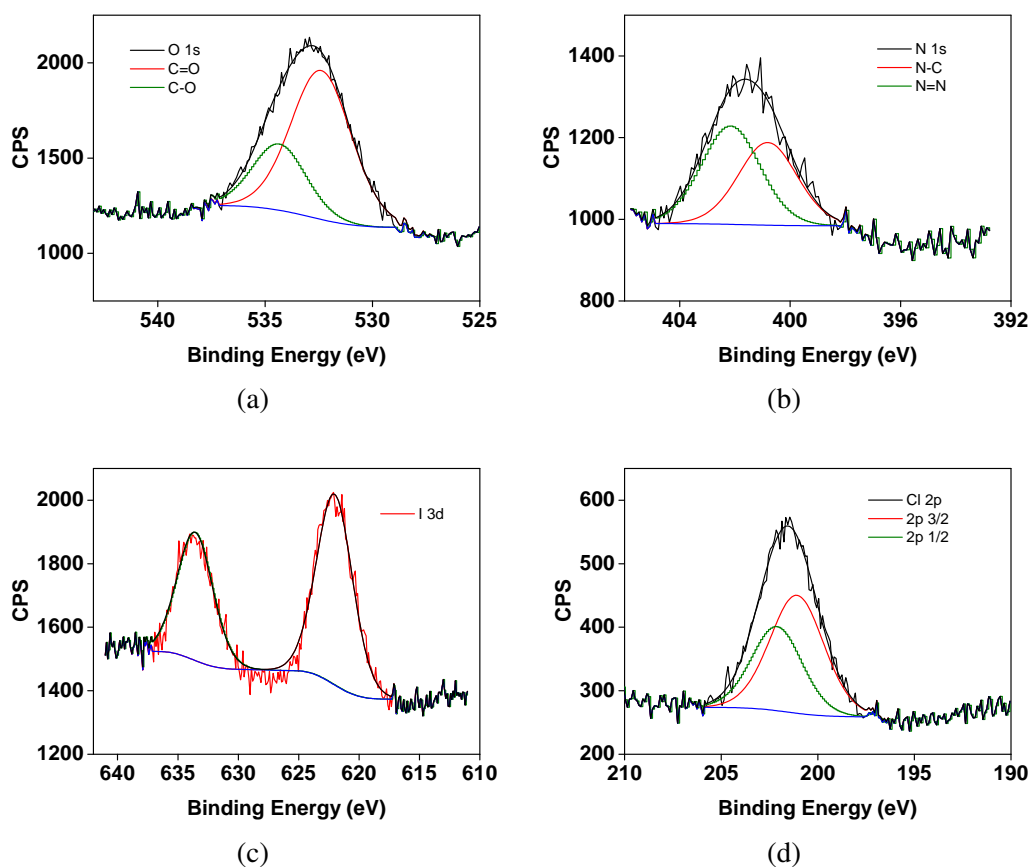 O 1s
C=O
C-O
2000
1500
1000
CPS
540 535 530 525
Binding Energy (eV)
(a)
N 1s
N-C
N=N
1400
1200
1000
800
CPS
404 400 396 392
Binding Energy (eV)
(b)
I 3d
2000
1800
1600
1400
1200
CPS
640 635 630 625 620 615 610
Binding Energy (eV)
(c)
Cl 2p
2p 3/2
2p 1/2
600
500
400
300
200
CPS
210 205 200 195 190
Binding Energy (eV)
(d)